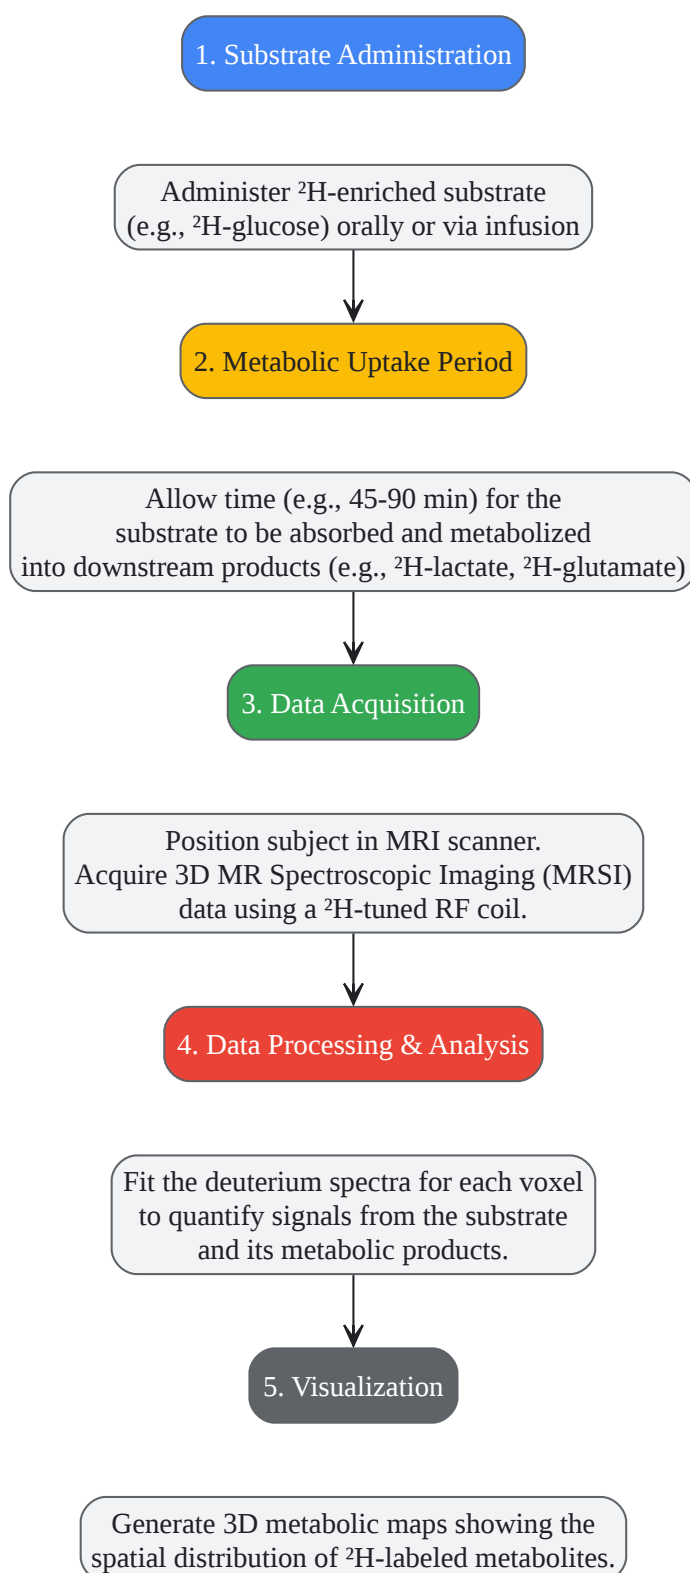 1. Substrate Administration
Administer ²H-enriched substrate
(e.g., ²H-glucose) orally or via infusion
2. Metabolic Uptake Period
Allow time (e.g., 45-90 min) for the
substrate to be absorbed and metabolized
into downstream products (e.g., ²H-lactate, ²H-glutamate)
3. Data Acquisition
Position subject in MRI scanner.
Acquire 3D MR Spectroscopic Imaging (MRSI)
data using a ²H-tuned RF coil.
4. Data Processing & Analysis
Fit the deuterium spectra for each voxel
to quantify signals from the substrate
and its metabolic products.
5. Visualization
Generate 3D metabolic maps showing the
spatial distribution of ²H-labeled metabolites.